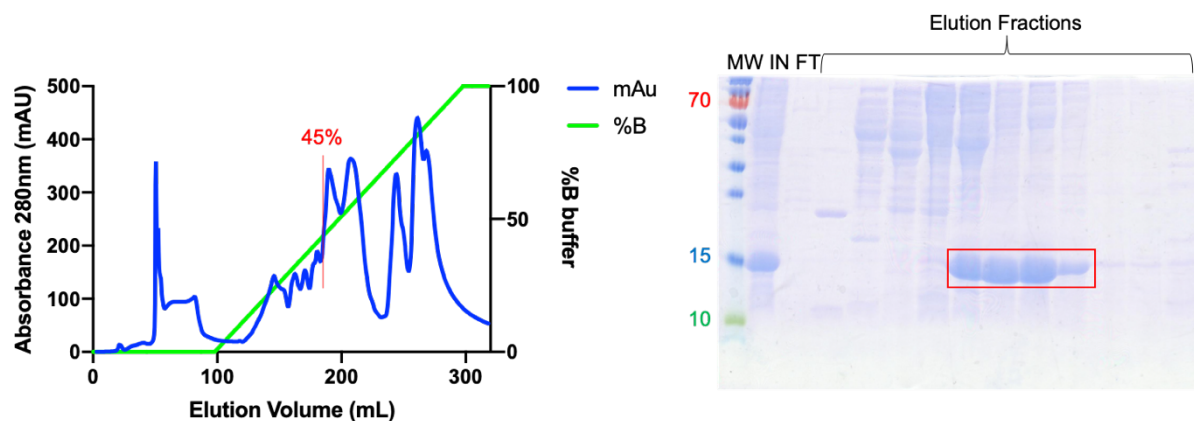 Absorbance 280nm (mAU)
500
400
300
200
100
0
45%
100
50
0
%B buffer
0
100
200
300
Elution Volume (mL)
mAu
%B
Elution Fractions
MW IN FT
70
15
10